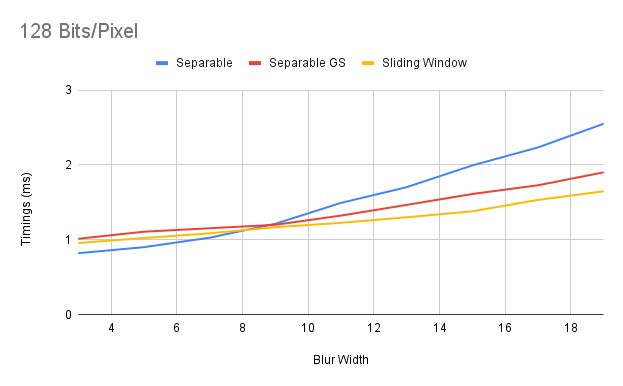 128 Bits/Pixel
Separable Separable GS Sliding Window
3
2
1
0
Timings (ms)
4 6 8 10 12 14 16 18
Blur Width